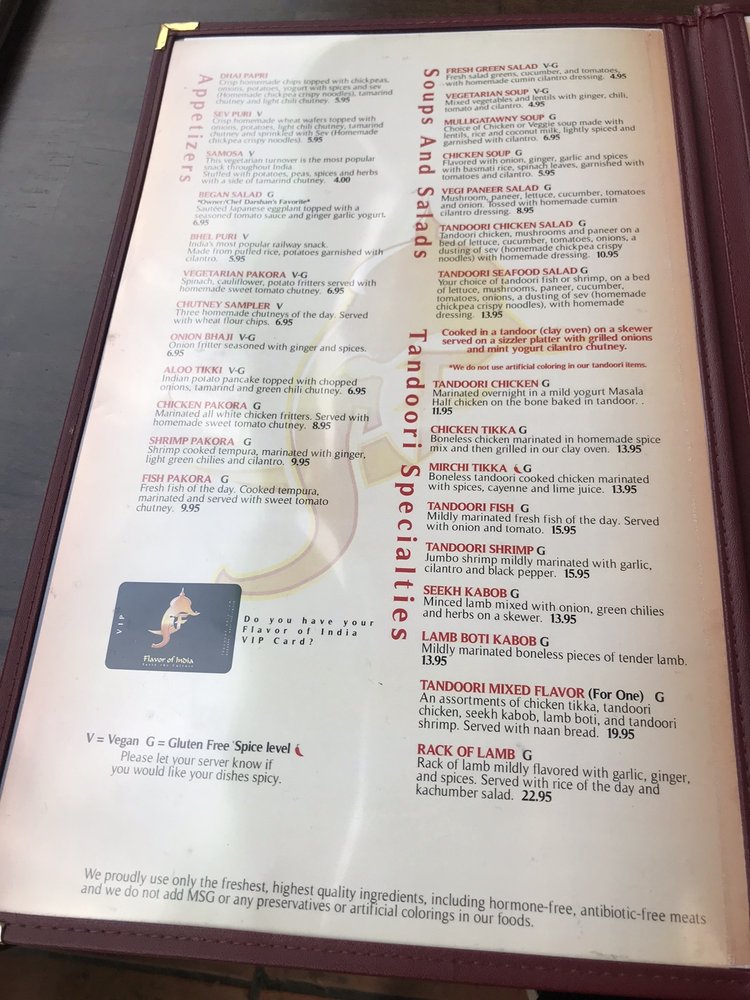 Appetizers
DHAI PAPRI
Crisp homemade chips topped with chickpeas,
onions, potatoes, yogurt with spices and sev
(Homemade chickpea crispy noodles), tamarind
chutney and light chili chutney. 5.95
SEV PURI V
Crisp homemade wheat wafers topped with
onions, potatoes, light chili chutney, tamarind
chutney and sprinkled with Sev (Homemade
chickpea crispy noodles). 5.95
SAMOSA V
This vegetarian turnover is the most popular
snack throughout India
Stuffed with potatoes, peas, spices and herbs
with a side of tamarind chutney. 4.00
BEGAN SALAD G
*Owner/Chef Darshan's Favorite*
Sautéed Japanese eggplant topped with a
seasoned tomato sauce and ginger garlic yogurt.
6.95
BHEL PURI V
India's most popular railway snack.
Made from puffed rice, potatoes garnished with
cilantro. 5.95
VEGETARIAN PAKORA V-G
Spinach, cauliflower, potato fritters served with
homemade sweet tomato chutney. 6.95
CHUTNEY SAMPLER V
Three homemade chutneys of the day. Served
with wheat flour chips. 6.95
ONION BHAJI V-G
Onion fritter seasoned with ginger and spices.
6.95
ALOO TIKKI V-G
Indian potato pancake topped with chopped
onions, tamarind and green chili chutney. 6.95
CHICKEN PAKORA G
Marinated all white chicken fritters. Served with
homemade sweet tomato chutney. 8.95
SHRIMP PAKORA G
Shrimp cooked tempura, marinated with ginger,
light green chilies and cilantro. 9.95
FISH PAKORA G
Fresh fish of the day. Cooked tempura,
marinated and served with sweet tomato
chutney. 9.95
VIP
Flavor of India
Do you have your
Flavor of India
VIP Card?
V = Vegan G = Gluten Free Spice level
Please let your server know if
you would like your dishes spicy.
Soups And Salads
FRESH GREEN SALAD V-G
Fresh salad greens, cucumber, and tomatoes,
with homemade cumin cilantro dressing. 4.95
VEGETARIAN SOUP V-G
Mixed vegetables and lentils with ginger, chili,
tomato and cilantro. 4.95
MULLIGATAWNY SOUP G
Choice of Chicken or Veggie soup made with
lentils, rice and coconut milk, lightly spiced and
garnished with cilantro. 6.95
CHICKEN SOUP G
Flavored with onion, ginger, garlic and spices
with basmati rice, spinach leaves, garnished with
tomatoes and cilantro. 5.95
VEGI PANEER SALAD G
Mushroom, paneer, lettuce, cucumber, tomatoes
and onion. Tossed with homemade cumin
cilantro dressing. 8.95
TANDOORI CHICKEN SALAD G
Tandoori chicken, mushrooms and paneer on a
bed of lettuce, cucumber, tomatoes, onions, a
dusting of sev (homemade chickpea crispy
noodles) with homemade dressing. 10.95
TANDOORI SEAFOOD SALAD G
Your choice of tandoori fish or shrimp, on a bed
of lettuce, mushrooms, paneer, cucumber,
tomatoes, onions, a dusting of sev (homemade
chickpea crispy noodles), with homemade
dressing. 13.95
Tandoori Specialties
Cooked in a tandoor (clay oven) on a skewer
served on a sizzler platter with grilled onions
and mint yogurt cilantro chutney.
*We do not use artificial coloring in our tandoori items.
TANDOORI CHICKEN G
Marinated overnight in a mild yogurt Masala
Half chicken on the bone baked in tandoor. .
11.95
CHICKEN TIKKA G
Boneless chicken marinated in homemade spice
mix and then grilled in our clay oven. 13.95
MIRCHI TIKKA G
Boneless tandoori cooked chicken marinated
with spices, cayenne and lime juice. 13.95
TANDOORI FISH G
Mildly marinated fresh fish of the day. Served
with onion and tomato. 15.95
TANDOORI SHRIMP G
Jumbo shrimp mildly marinated with garlic,
cilantro and black pepper. 15.95
SEEKH KABOB G
Minced lamb mixed with onion, green chilies
and herbs on a skewer. 13.95
LAMB BOTI KABOB G
Mildly marinated boneless pieces of tender lamb.
13.95
TANDOORI MIXED FLAVOR (For One) G
An assortments of chicken tikka, tandoori
chicken, seekh kabob, lamb boti, and tandoori
shrimp. Served with naan bread. 19.95
RACK OF LAMB G
Rack of lamb mildly flavored with garlic, ginger,
and spices. Served with rice of the day and
kachumber salad. 22.95
We proudly use only the freshest, highest quality ingredients, including hormone-free, antibiotic-free meats
and we do not add MSG or any preservatives or artificial colorings in our foods.